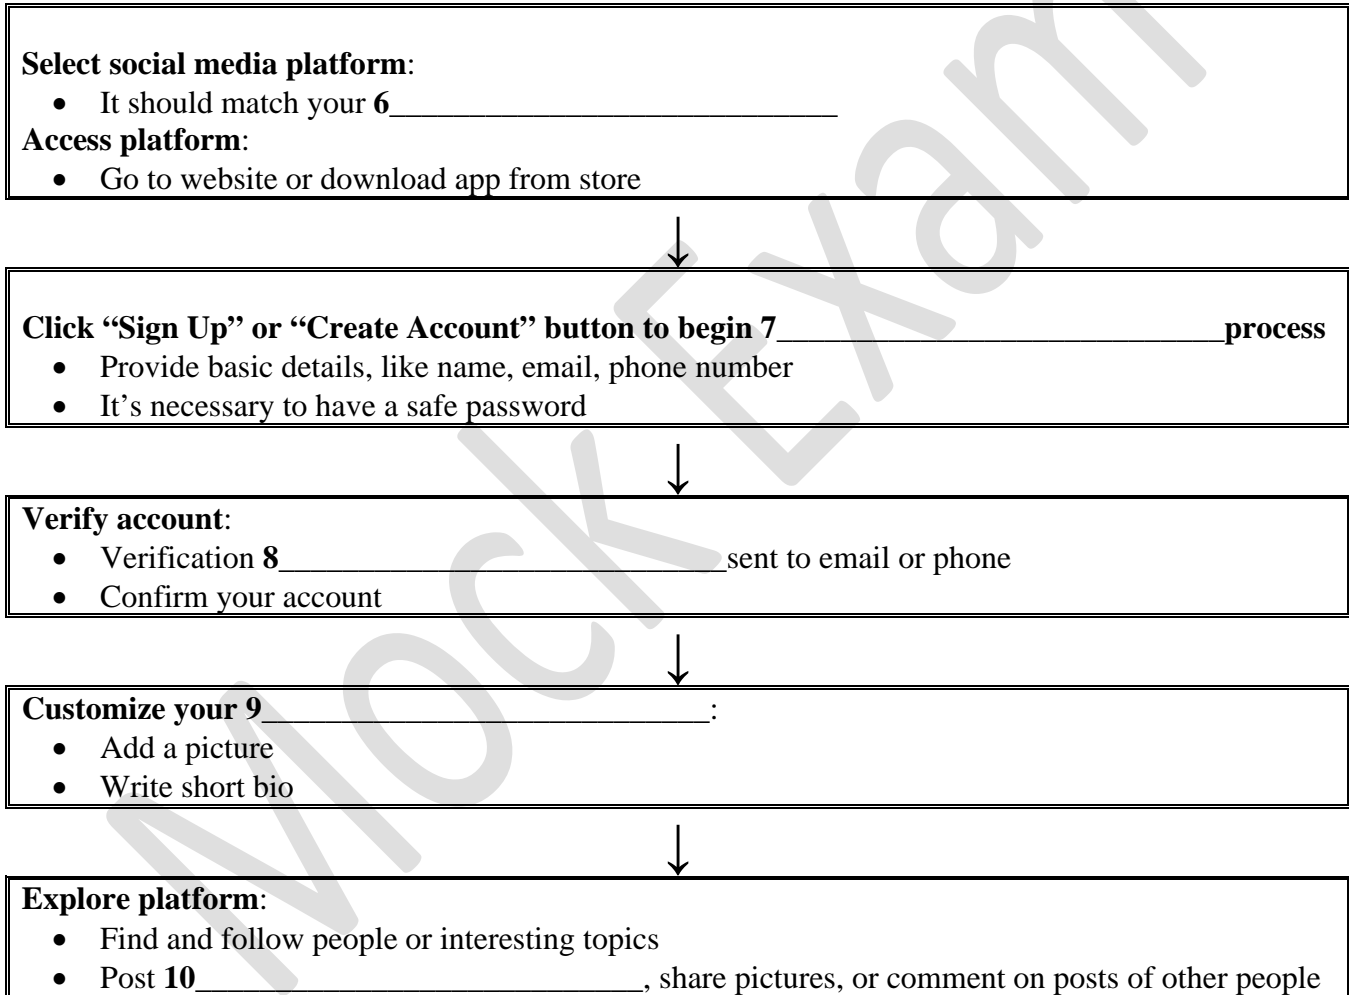 Select social media platform:
• It should match your 6____________________________
Access platform:
• Go to website or download app from store
↓
Click “Sign Up” or “Create Account” button to begin 7____________________________process
• Provide basic details, like name, email, phone number
• It’s necessary to have a safe password
↓
Verify account:
• Verification 8____________________________sent to email or phone
• Confirm your account
↓
Customize your 9____________________________:
• Add a picture
• Write short bio
↓
Explore platform:
• Find and follow people or interesting topics
• Post 10____________________________, share pictures, or comment on posts of other people
Mock Exam